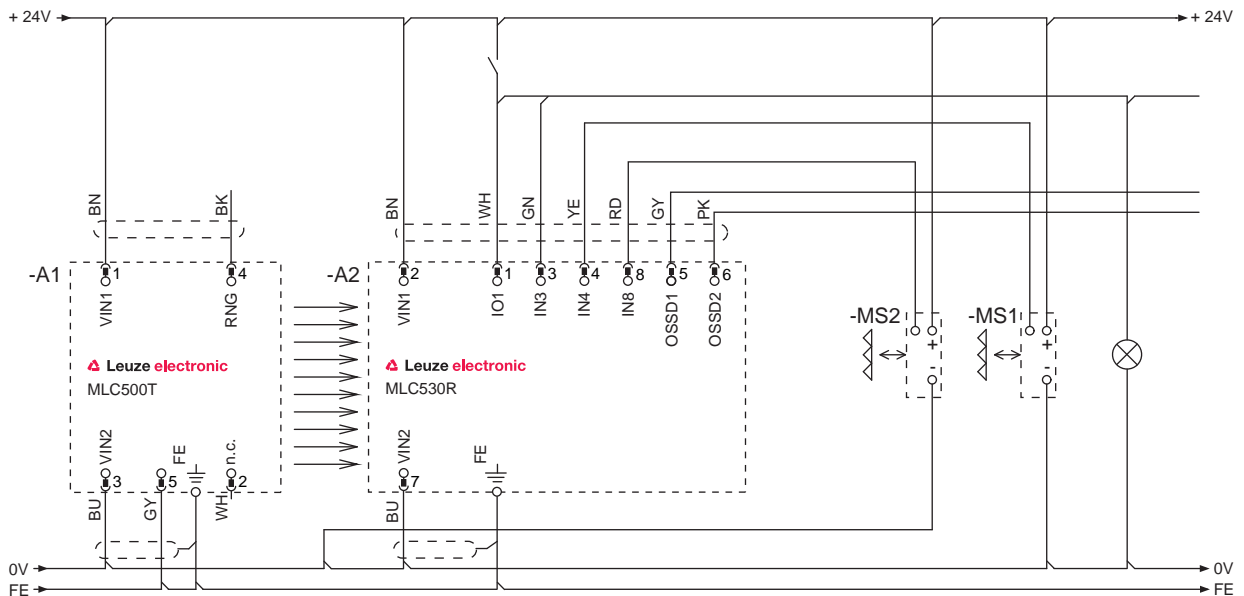 + 24V
+ 24V
BN
BK
BN
WH
GN
YE
RD
GY
PK
-A1
1
4
-A2
2
1
3
4
8
5
6
VIN1
RNG
VIN1
IO1
IN3
IN4
IN8
OSSD1
OSSD2
-MS2
-MS1
+
+
-
-
Leuze electronic
MLC500T
Leuze electronic
MLC530R
VIN2
FE
n.c.
VIN2
FE
3
5
2
7
BU
GY
WH
BU
0V
0V
FE
FE